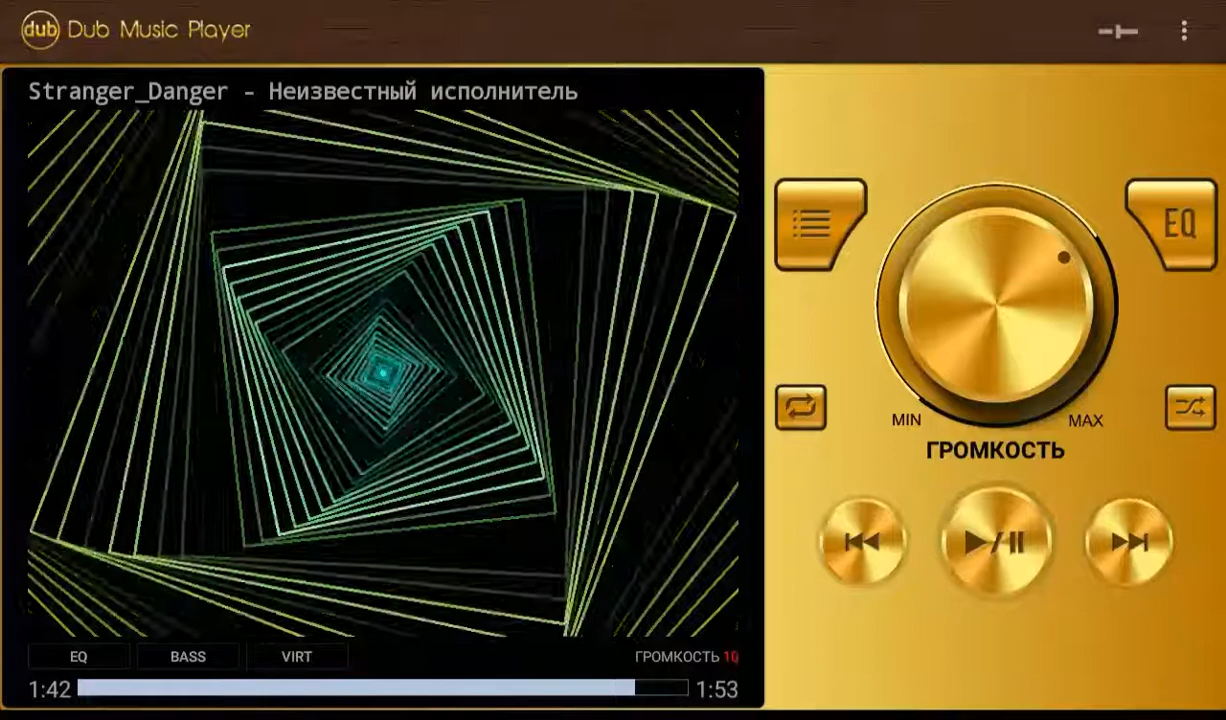 dub Dub Music Player
Stranger_Danger - Неизвестный исполнитель
EQ
MIN
MAX
ГРОМКОСТЬ
EQ BASS VIRT
ГРОМКОСТЬ 10
1:42
1:53